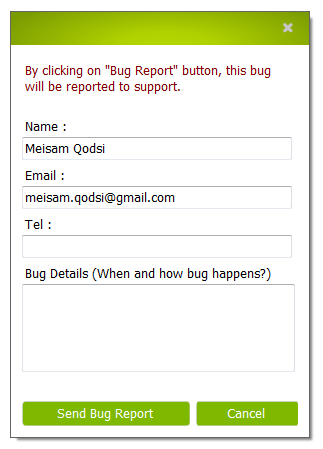 By clicking on "Bug Report" button, this bug
will be reported to support.
Name :
Meisam Qodsi
Email :
meisam.qodsi@gmail.com
Tel :
Bug Details (When and how bug happens?)
Send Bug Report
Cancel